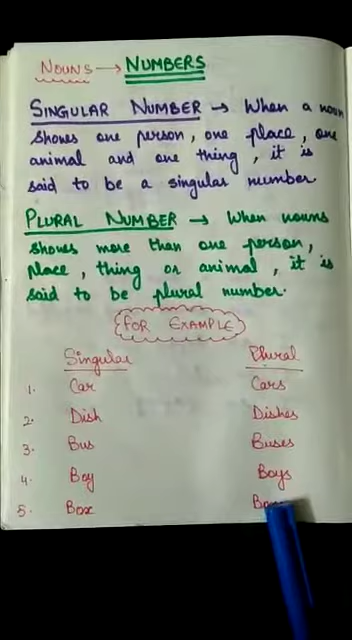 NOUNS → NUMBERS
SINGULAR NUMBER → When a noun
shows one person, one place, one
animal and one thing, it is
said to be a singular number.
PLURAL NUMBER → When nouns
shows more than one person,
place, thing or animal, it is
said to be plural number.
FOR EXAMPLE
Singular Plural
1. Car Cars
2. Dish Dishes
3. Bus Buses
4. Boy Boys
5. Box